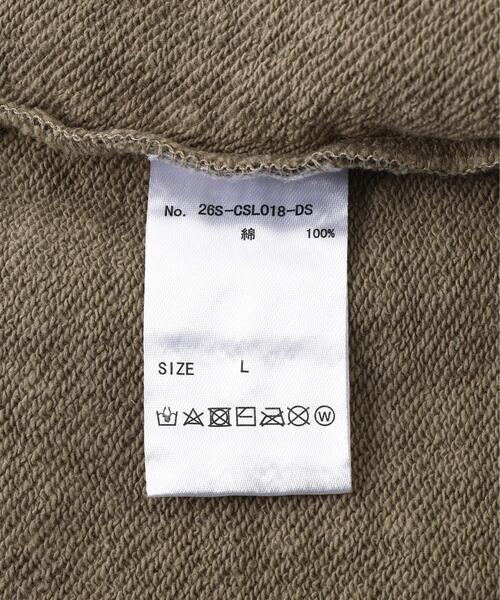 No. 26S-CSL018-DS
綿 100%
SIZE L
W